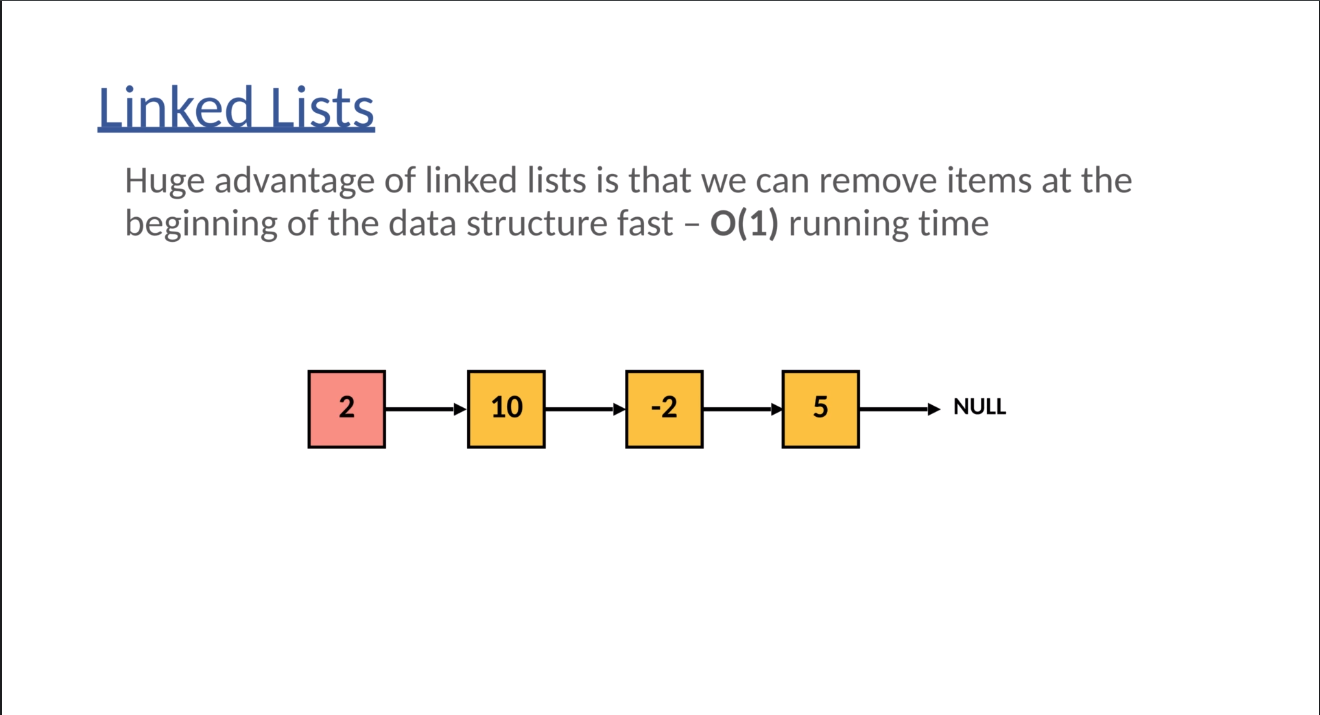 Linked Lists
Huge advantage of linked lists is that we can remove items at the
beginning of the data structure fast – O(1) running time
2 10 -2 5 NULL